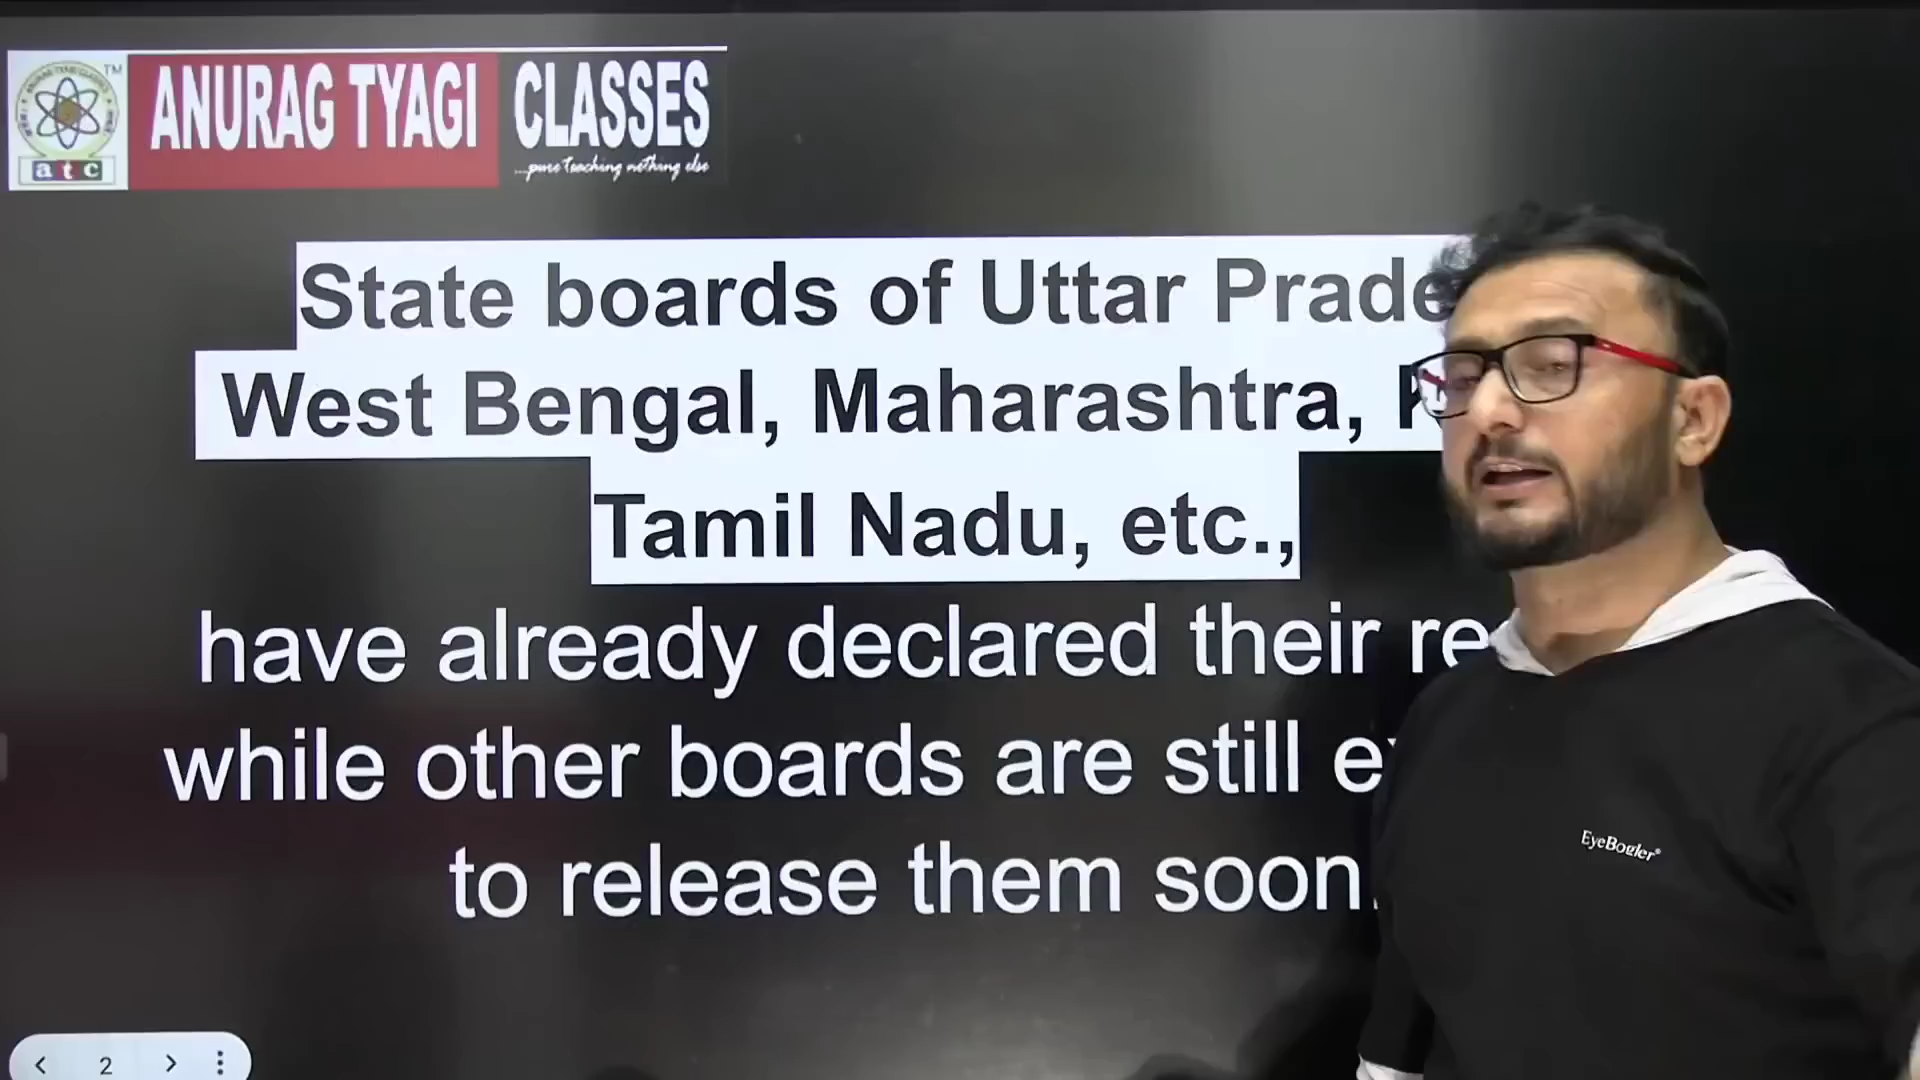 TM
ANURAG TYAGI CLASSES
...pure teaching nothing else
atc
State boards of Uttar Prade
West Bengal, Maharashtra,
Tamil Nadu, etc.,
have already declared their re
while other boards are still e
to release them soon.
EyeBogler®
2